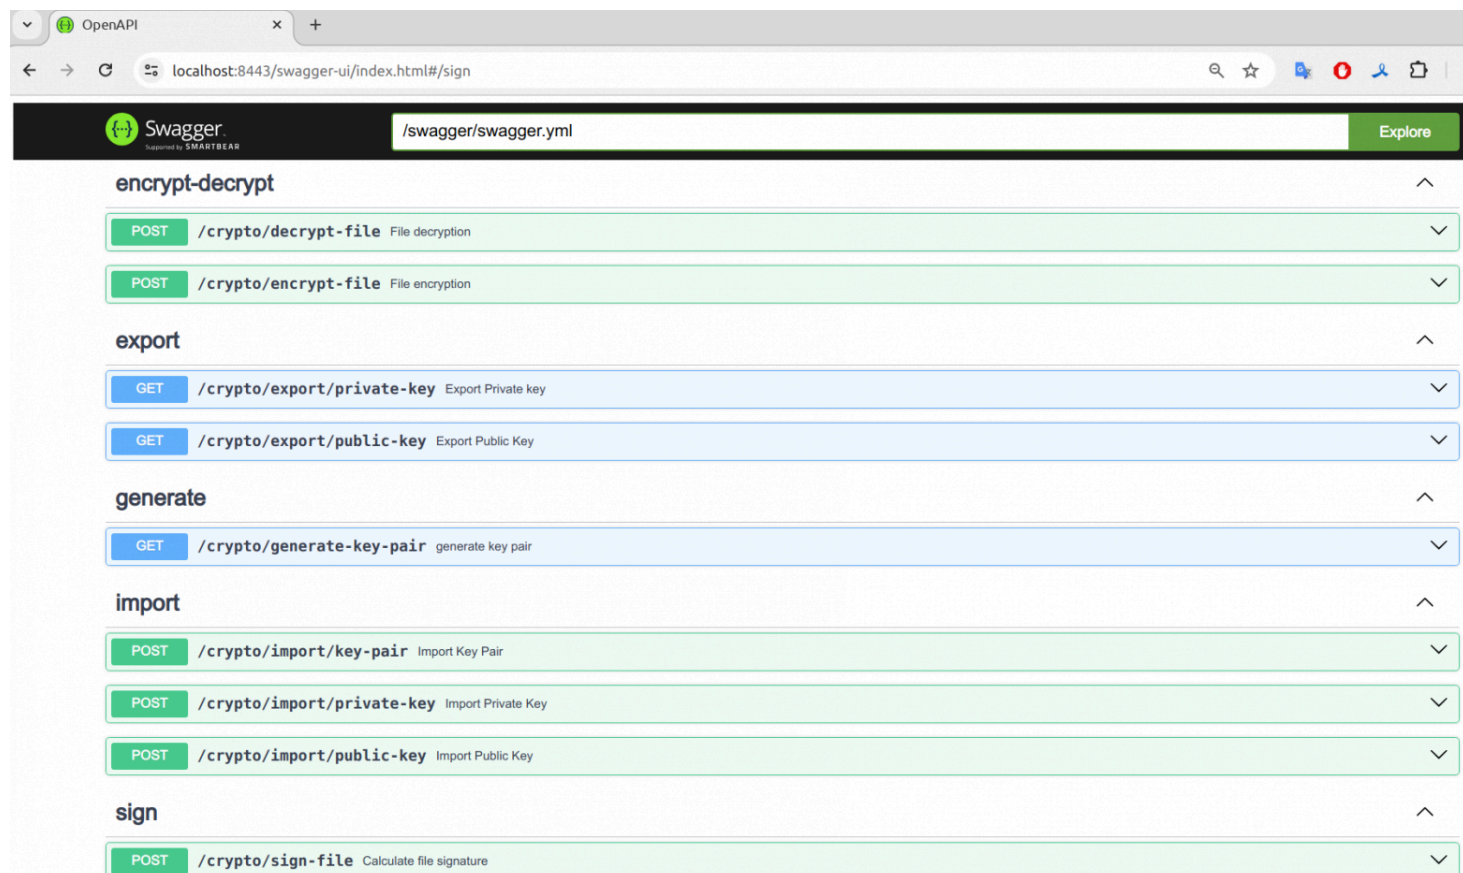 OpenAPI
localhost:8443/swagger-ui/index.html#/sign
Swagger.
Supported by SMARTBEAR
/swagger/swagger.yml
Explore
encrypt-decrypt
POST /crypto/decrypt-file File decryption
POST /crypto/encrypt-file File encryption
export
GET /crypto/export/private-key Export Private key
GET /crypto/export/public-key Export Public Key
generate
GET /crypto/generate-key-pair generate key pair
import
POST /crypto/import/key-pair Import Key Pair
POST /crypto/import/private-key Import Private Key
POST /crypto/import/public-key Import Public Key
sign
POST /crypto/sign-file Calculate file signature